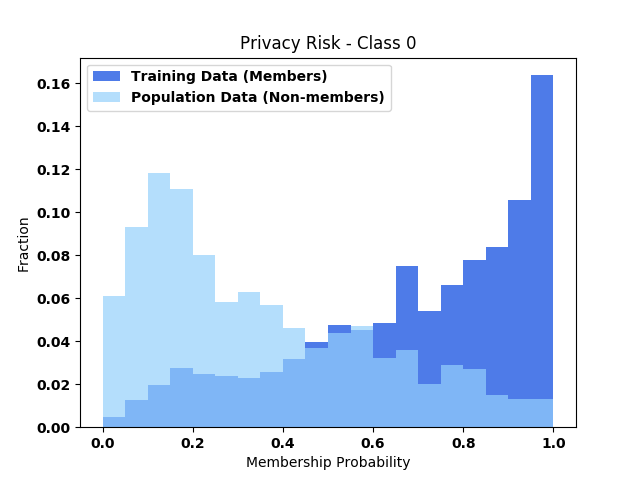 Privacy Risk - Class 0
Training Data (Members)
Population Data (Non-members)
0.16
0.14
0.12
0.10
0.08
0.06
0.04
0.02
0.00
Fraction
0.0 0.2 0.4 0.6 0.8 1.0
Membership Probability